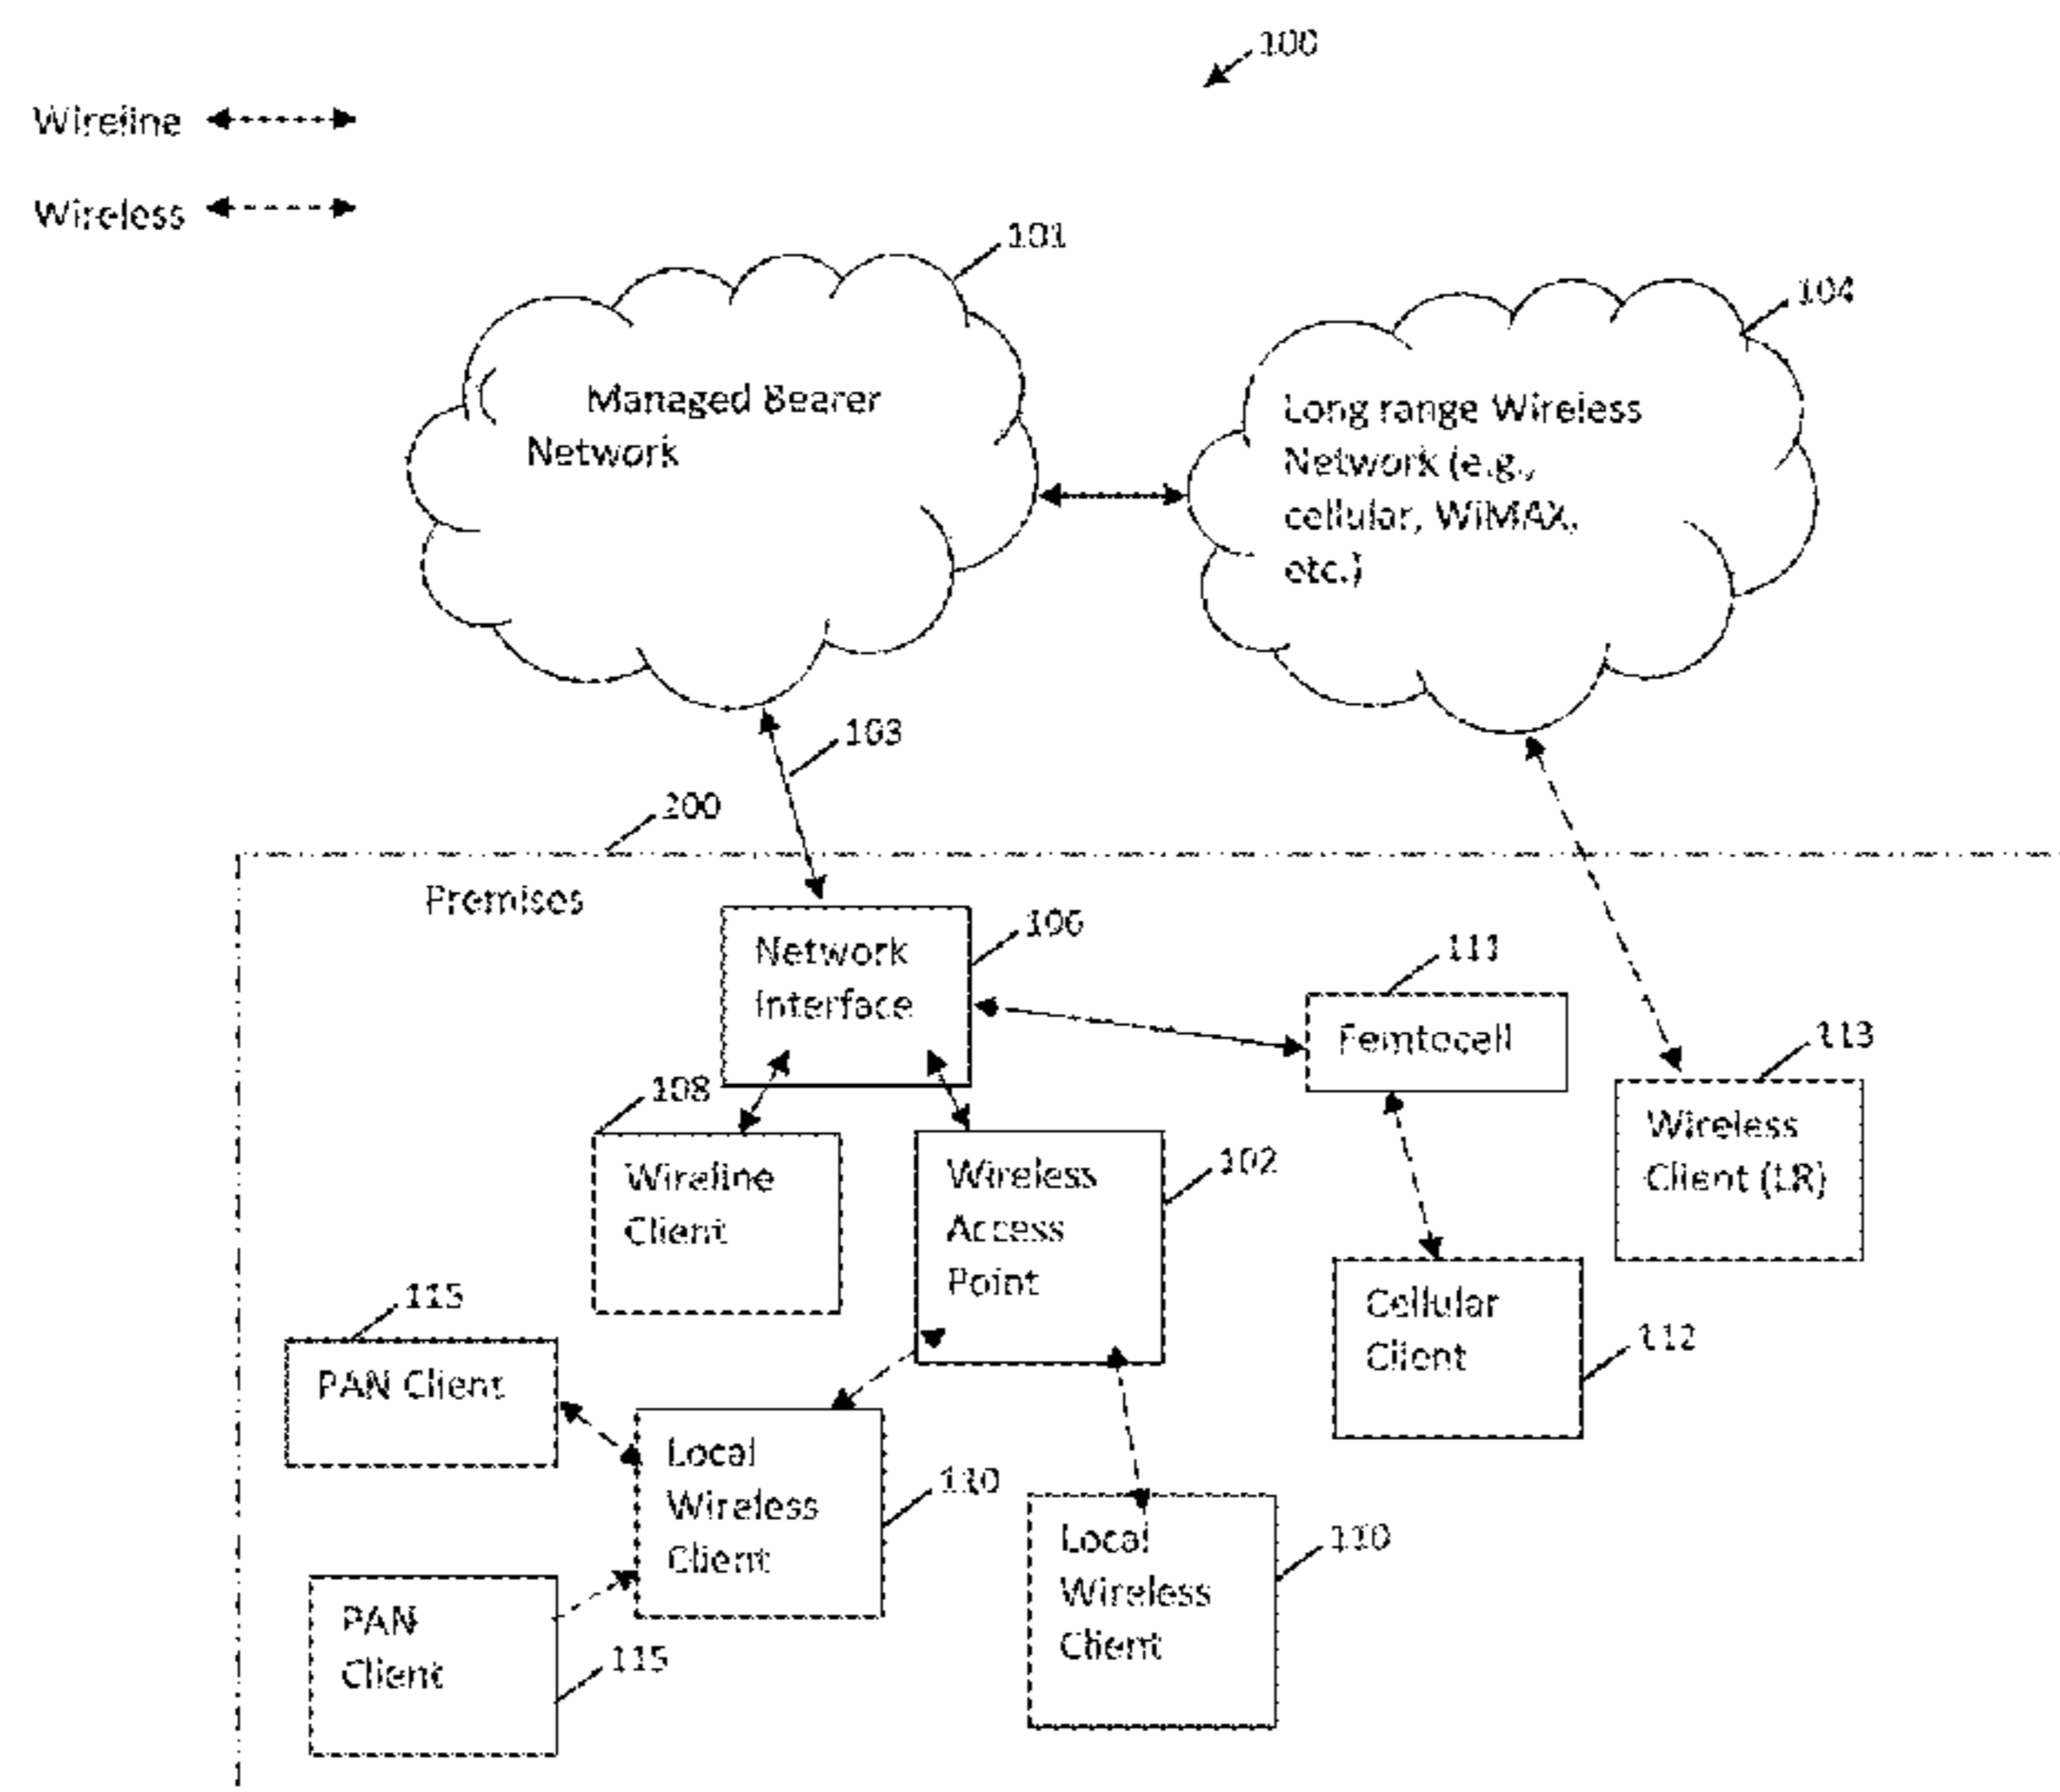 100
Wireline
Wireless
101
104
Managed Bearer
Network
Long range Wireless
Network (e.g.,
cellular, WiMAX,
etc.)
103
200
Premises
106
Network
Interface
111
Femtocell
113
Wireless
Client (LR)
108
Wireline
Client
102
Wireless
Access
Point
Cellular
Client
112
115
PAN Client
Local
Wireless
Client
110
Local
Wireless
Client
110
PAN
Client
115